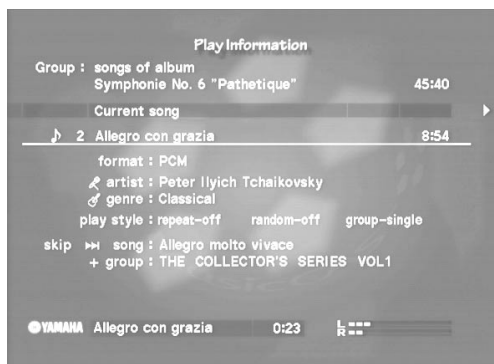 Play Information
Group : songs of album
Symphonie No. 6 "Pathetique" 45:40
Current song
2 Allegro con grazia 8:54
format : PCM
artist : Peter Ilyich Tchaikovsky
genre : Classical
play style : repeat-off random-off group-single
skip song : Allegro molto vivace
+ group : THE COLLECTOR'S SERIES VOL1
YAMAHA Allegro con grazia 0:23 L
R